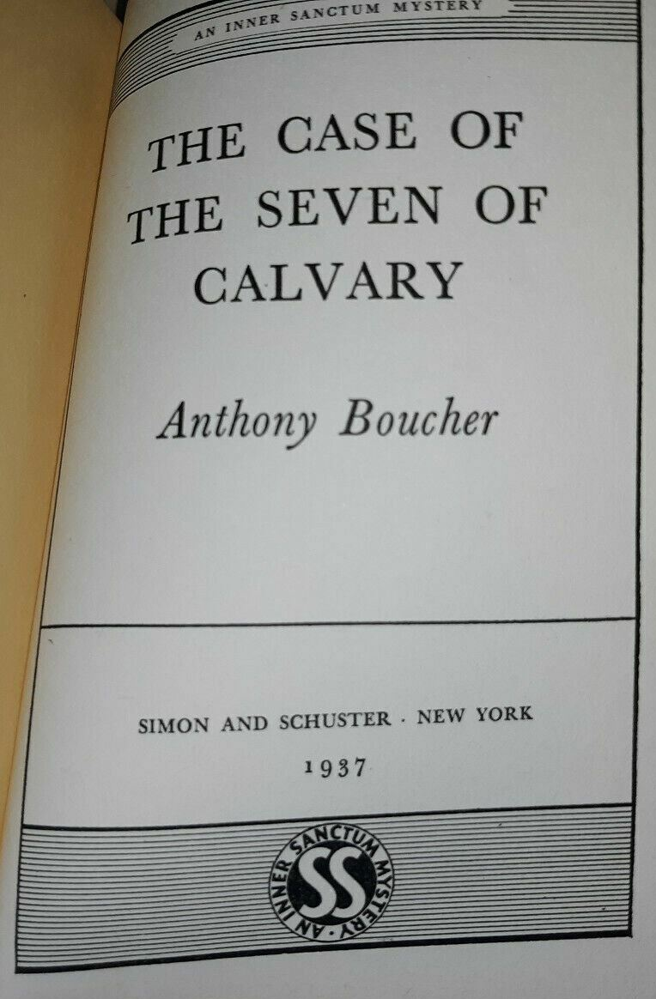 AN INNER SANCTUM MYSTERY
THE CASE OF
THE SEVEN OF
CALVARY
Anthony Boucher
SIMON AND SCHUSTER · NEW YORK
1937
AN INNER SANCTUM MYSTERY ·
SS